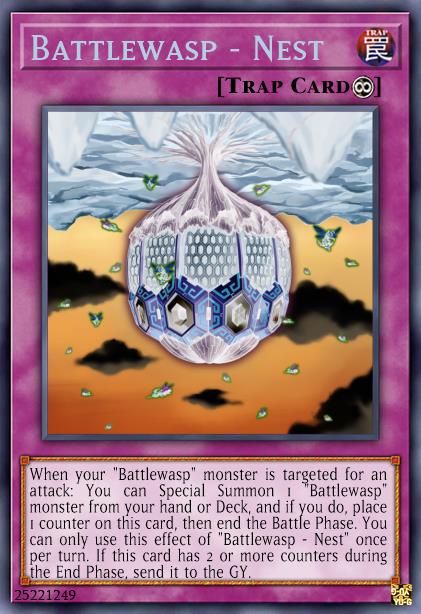 Battlewasp - Nest
TRAP
罠
[Trap Card]
When your "Battlewasp" monster is targeted for an
attack: You can Special Summon 1 "Battlewasp"
monster from your hand or Deck, and if you do, place
1 counter on this card, then end the Battle Phase. You
can only use this effect of "Battlewasp - Nest" once
per turn. If this card has 2 or more counters during
the End Phase, send it to the GY.
25221249